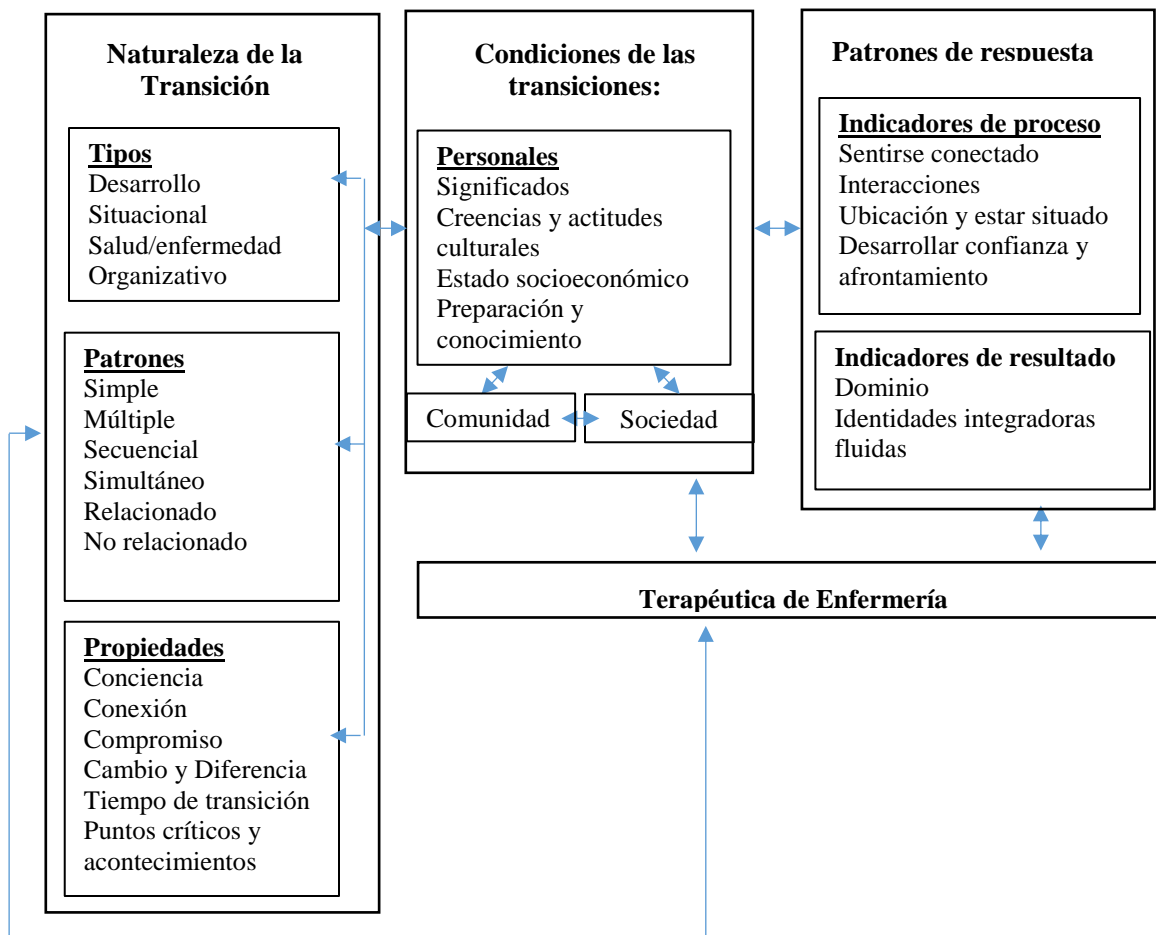 Naturaleza de la
Transición
Tipos
Desarrollo
Situacional
Salud/enfermedad
Organizativo
Patrones
Simple
Múltiple
Secuencial
Simultáneo
Relacionado
No relacionado
Propiedades
Conciencia
Conexión
Compromiso
Cambio y Diferencia
Tiempo de transición
Puntos críticos y
acontecimientos
Condiciones de las
transiciones:
Personales
Significados
Creencias y actitudes
culturales
Estado socioeconómico
Preparación y
conocimiento
Comunidad
Sociedad
Patrones de respuesta
Indicadores de proceso
Sentirse conectado
Interacciones
Ubicación y estar situado
Desarrollar confianza y
afrontamiento
Indicadores de resultado
Dominio
Identidades integradoras
fluidas
Terapéutica de Enfermería